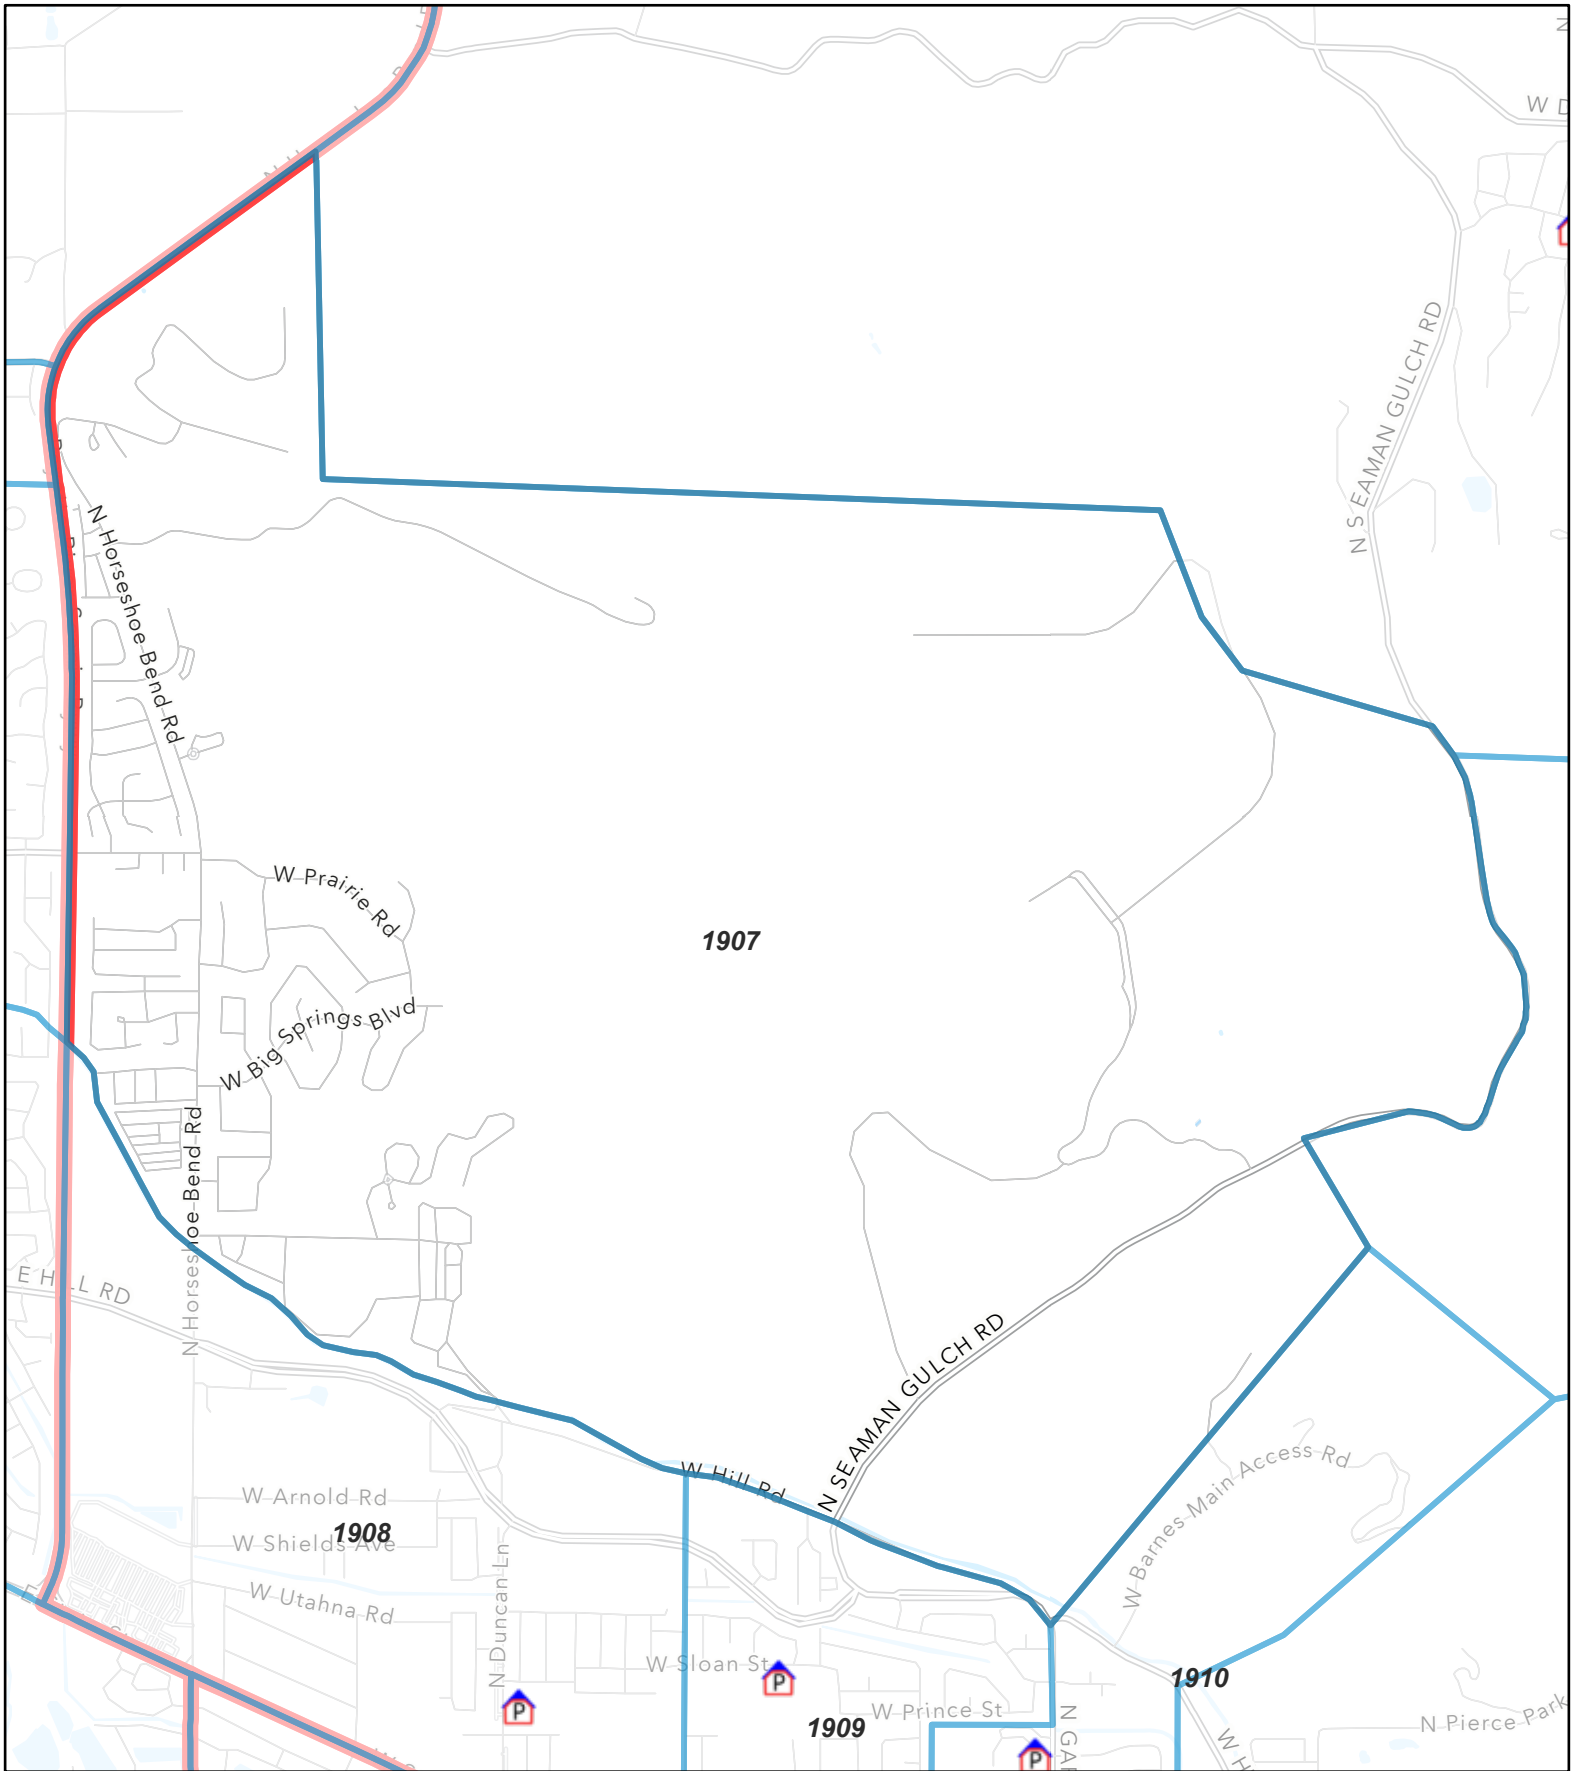 W D
N SEAMAN GULCH RD
N Horseshoe Bend Rd
W Prairie Rd
1907
W Big Springs Blvd
N Horseshoe Bend Rd
E HILL RD
N SEAMAN GULCH RD
W Hill Rd
W Barnes Main Access Rd
W Arnold Rd
1908
W Shields Ave
W Utahna Rd
N Duncan Ln
W Sloan St
P
P
1909
W Prince St
1910
N Pierce Park
N GAR
W H
P